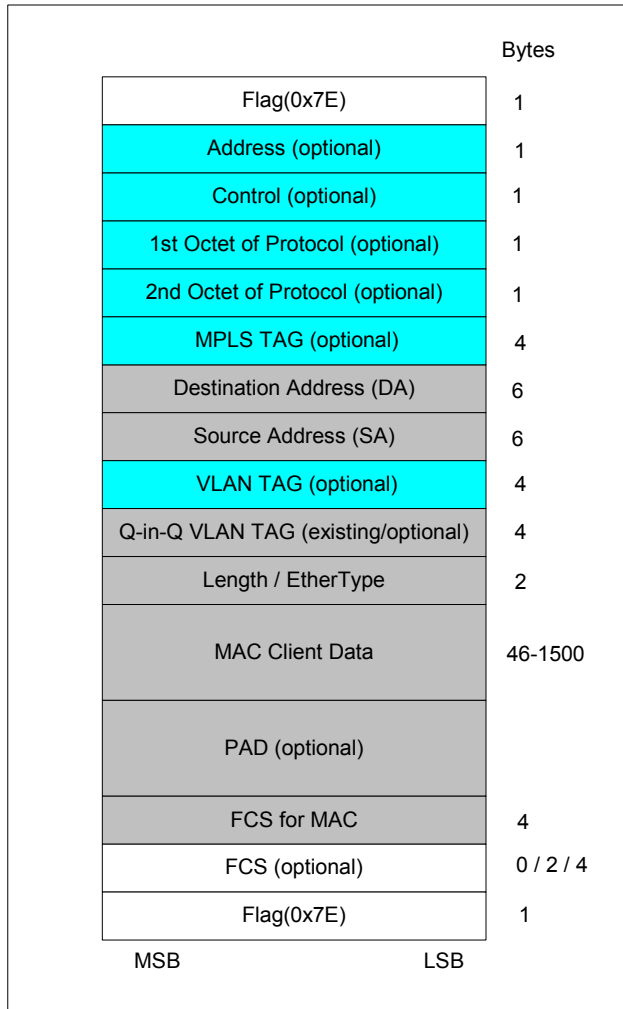 Bytes
Flag(0x7E) 1
Address (optional) 1
Control (optional) 1
1st Octet of Protocol (optional) 1
2nd Octet of Protocol (optional) 1
MPLS TAG (optional) 4
Destination Address (DA) 6
Source Address (SA) 6
VLAN TAG (optional) 4
Q-in-Q VLAN TAG (existing/optional) 4
Length / EtherType 2
MAC Client Data 46-1500
PAD (optional)
FCS for MAC 4
FCS (optional) 0 / 2 / 4
Flag(0x7E) 1
MSB LSB